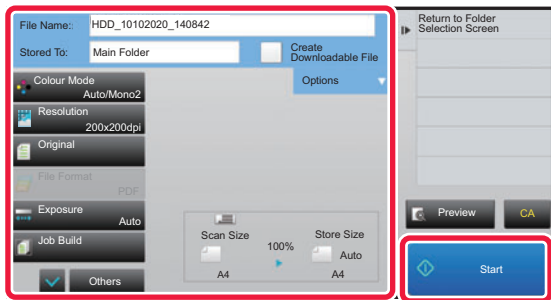 File Name:: HDD_10102020_140842
Stored To: Main Folder
Create
Downloadable File
Options
Colour Mode
Auto/Mono2
Resolution
200x200dpi
Original
File Format
PDF
Exposure
Auto
Job Build
Others
Scan Size
100%
Store Size
Auto
A4
A4
Return to Folder
Selection Screen
Preview
CA
Start